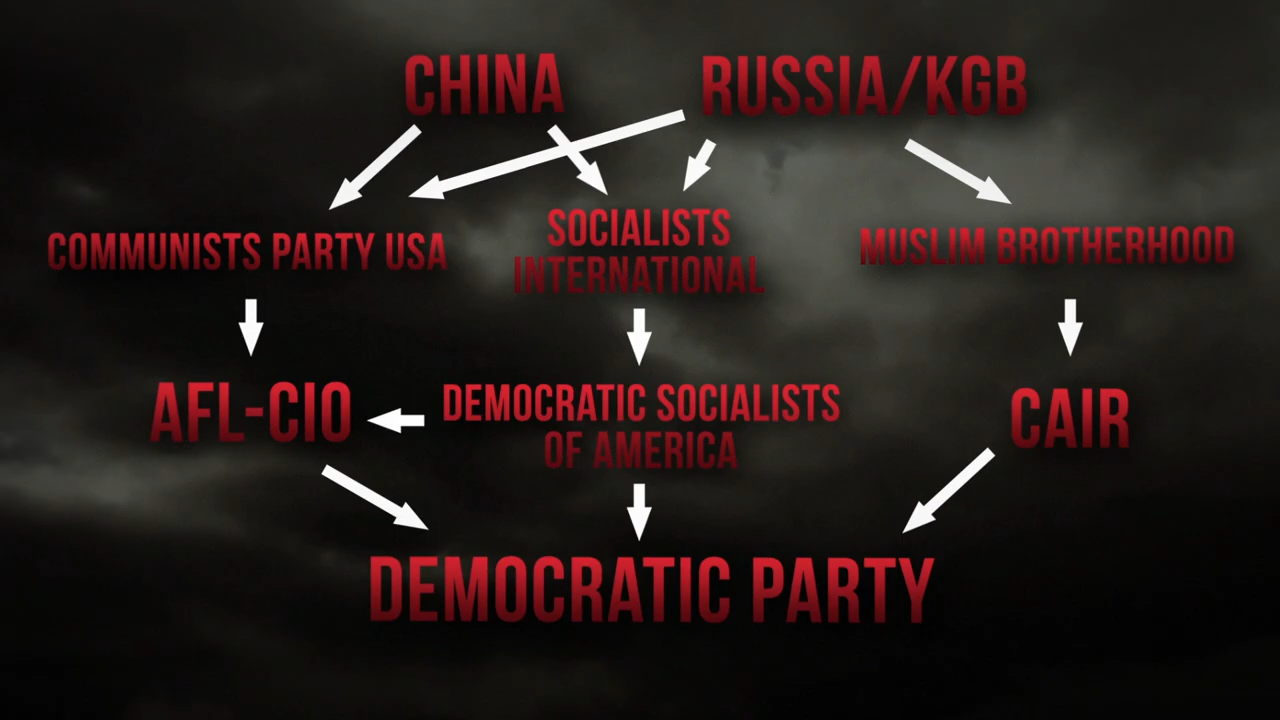 CHINA
RUSSIA/KGB
COMMUNISTS PARTY USA
SOCIALISTS
INTERNATIONAL
MUSLIM BROTHERHOOD
AFL-CIO
DEMOCRATIC SOCIALISTS
OF AMERICA
CAIR
DEMOCRATIC PARTY